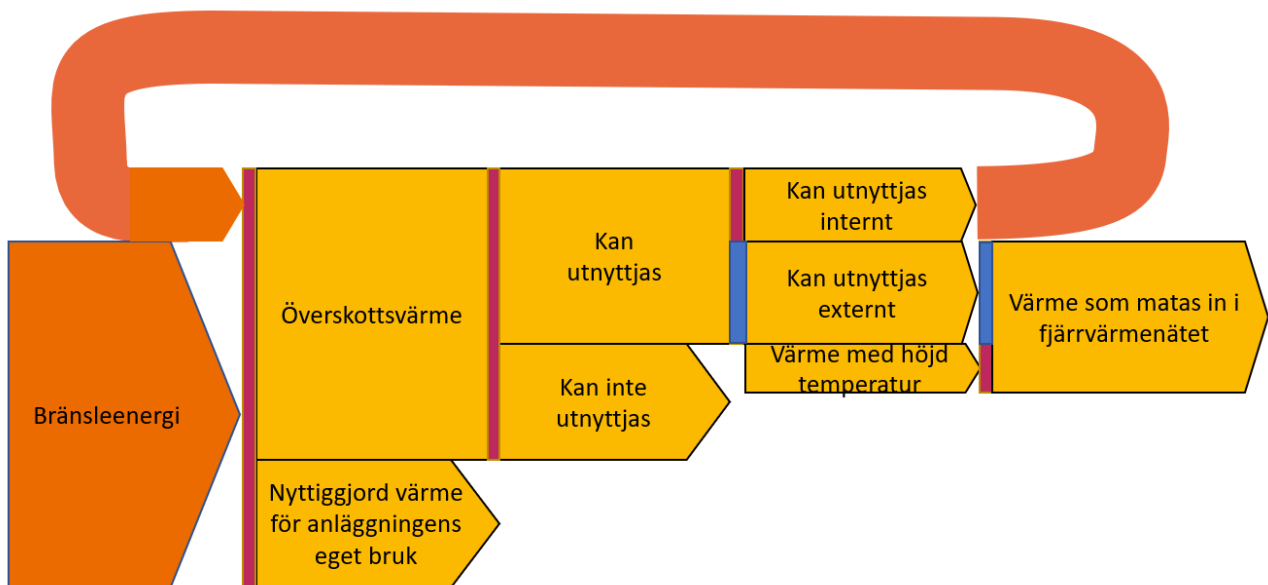 Bränsleenergi
Överskottsvärme
Nyttiggjord värme
för anläggningens
eget bruk
Kan
utnyttjas
Kan inte
utnyttjas
Kan utnyttjas
internt
Kan utnyttjas
externt
Värme med höjd
temperatur
Värme som matas in i
fjärrvärmenätet